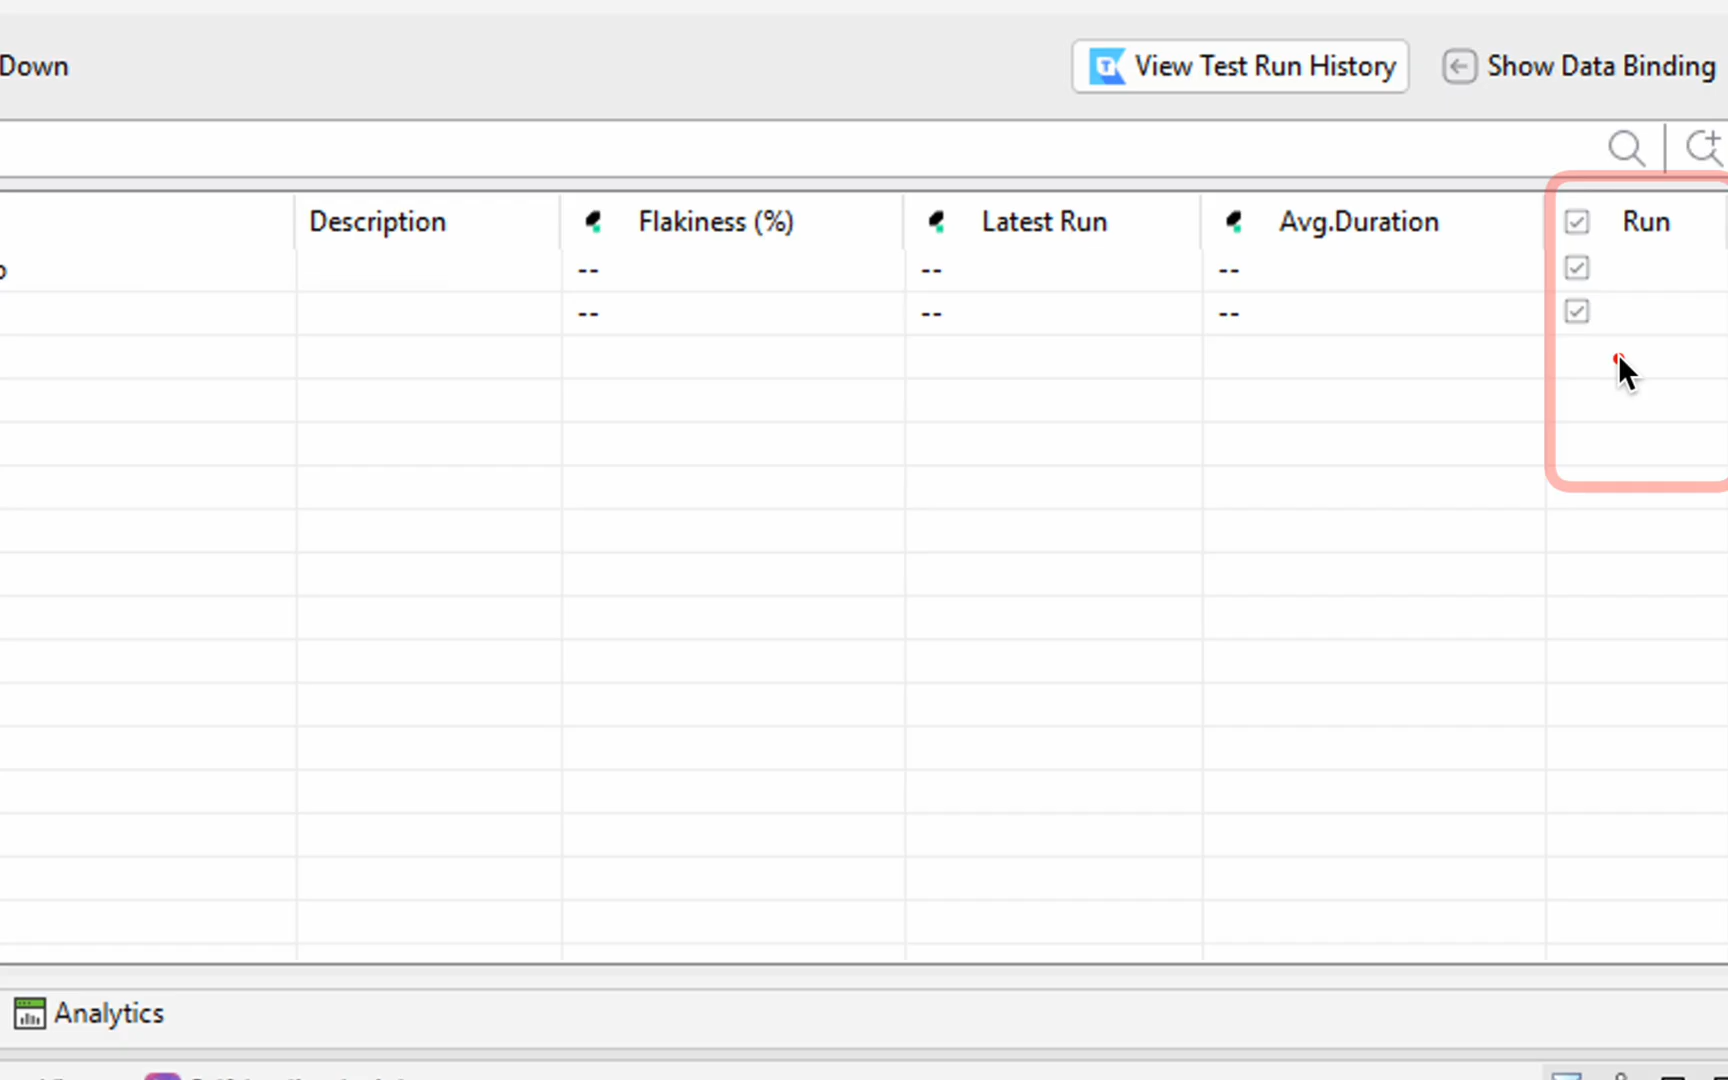 Down
View Test Run History
Show Data Binding
Description
Flakiness (%)
Latest Run
Avg.Duration
Run
-- -- --
-- -- --
Analytics